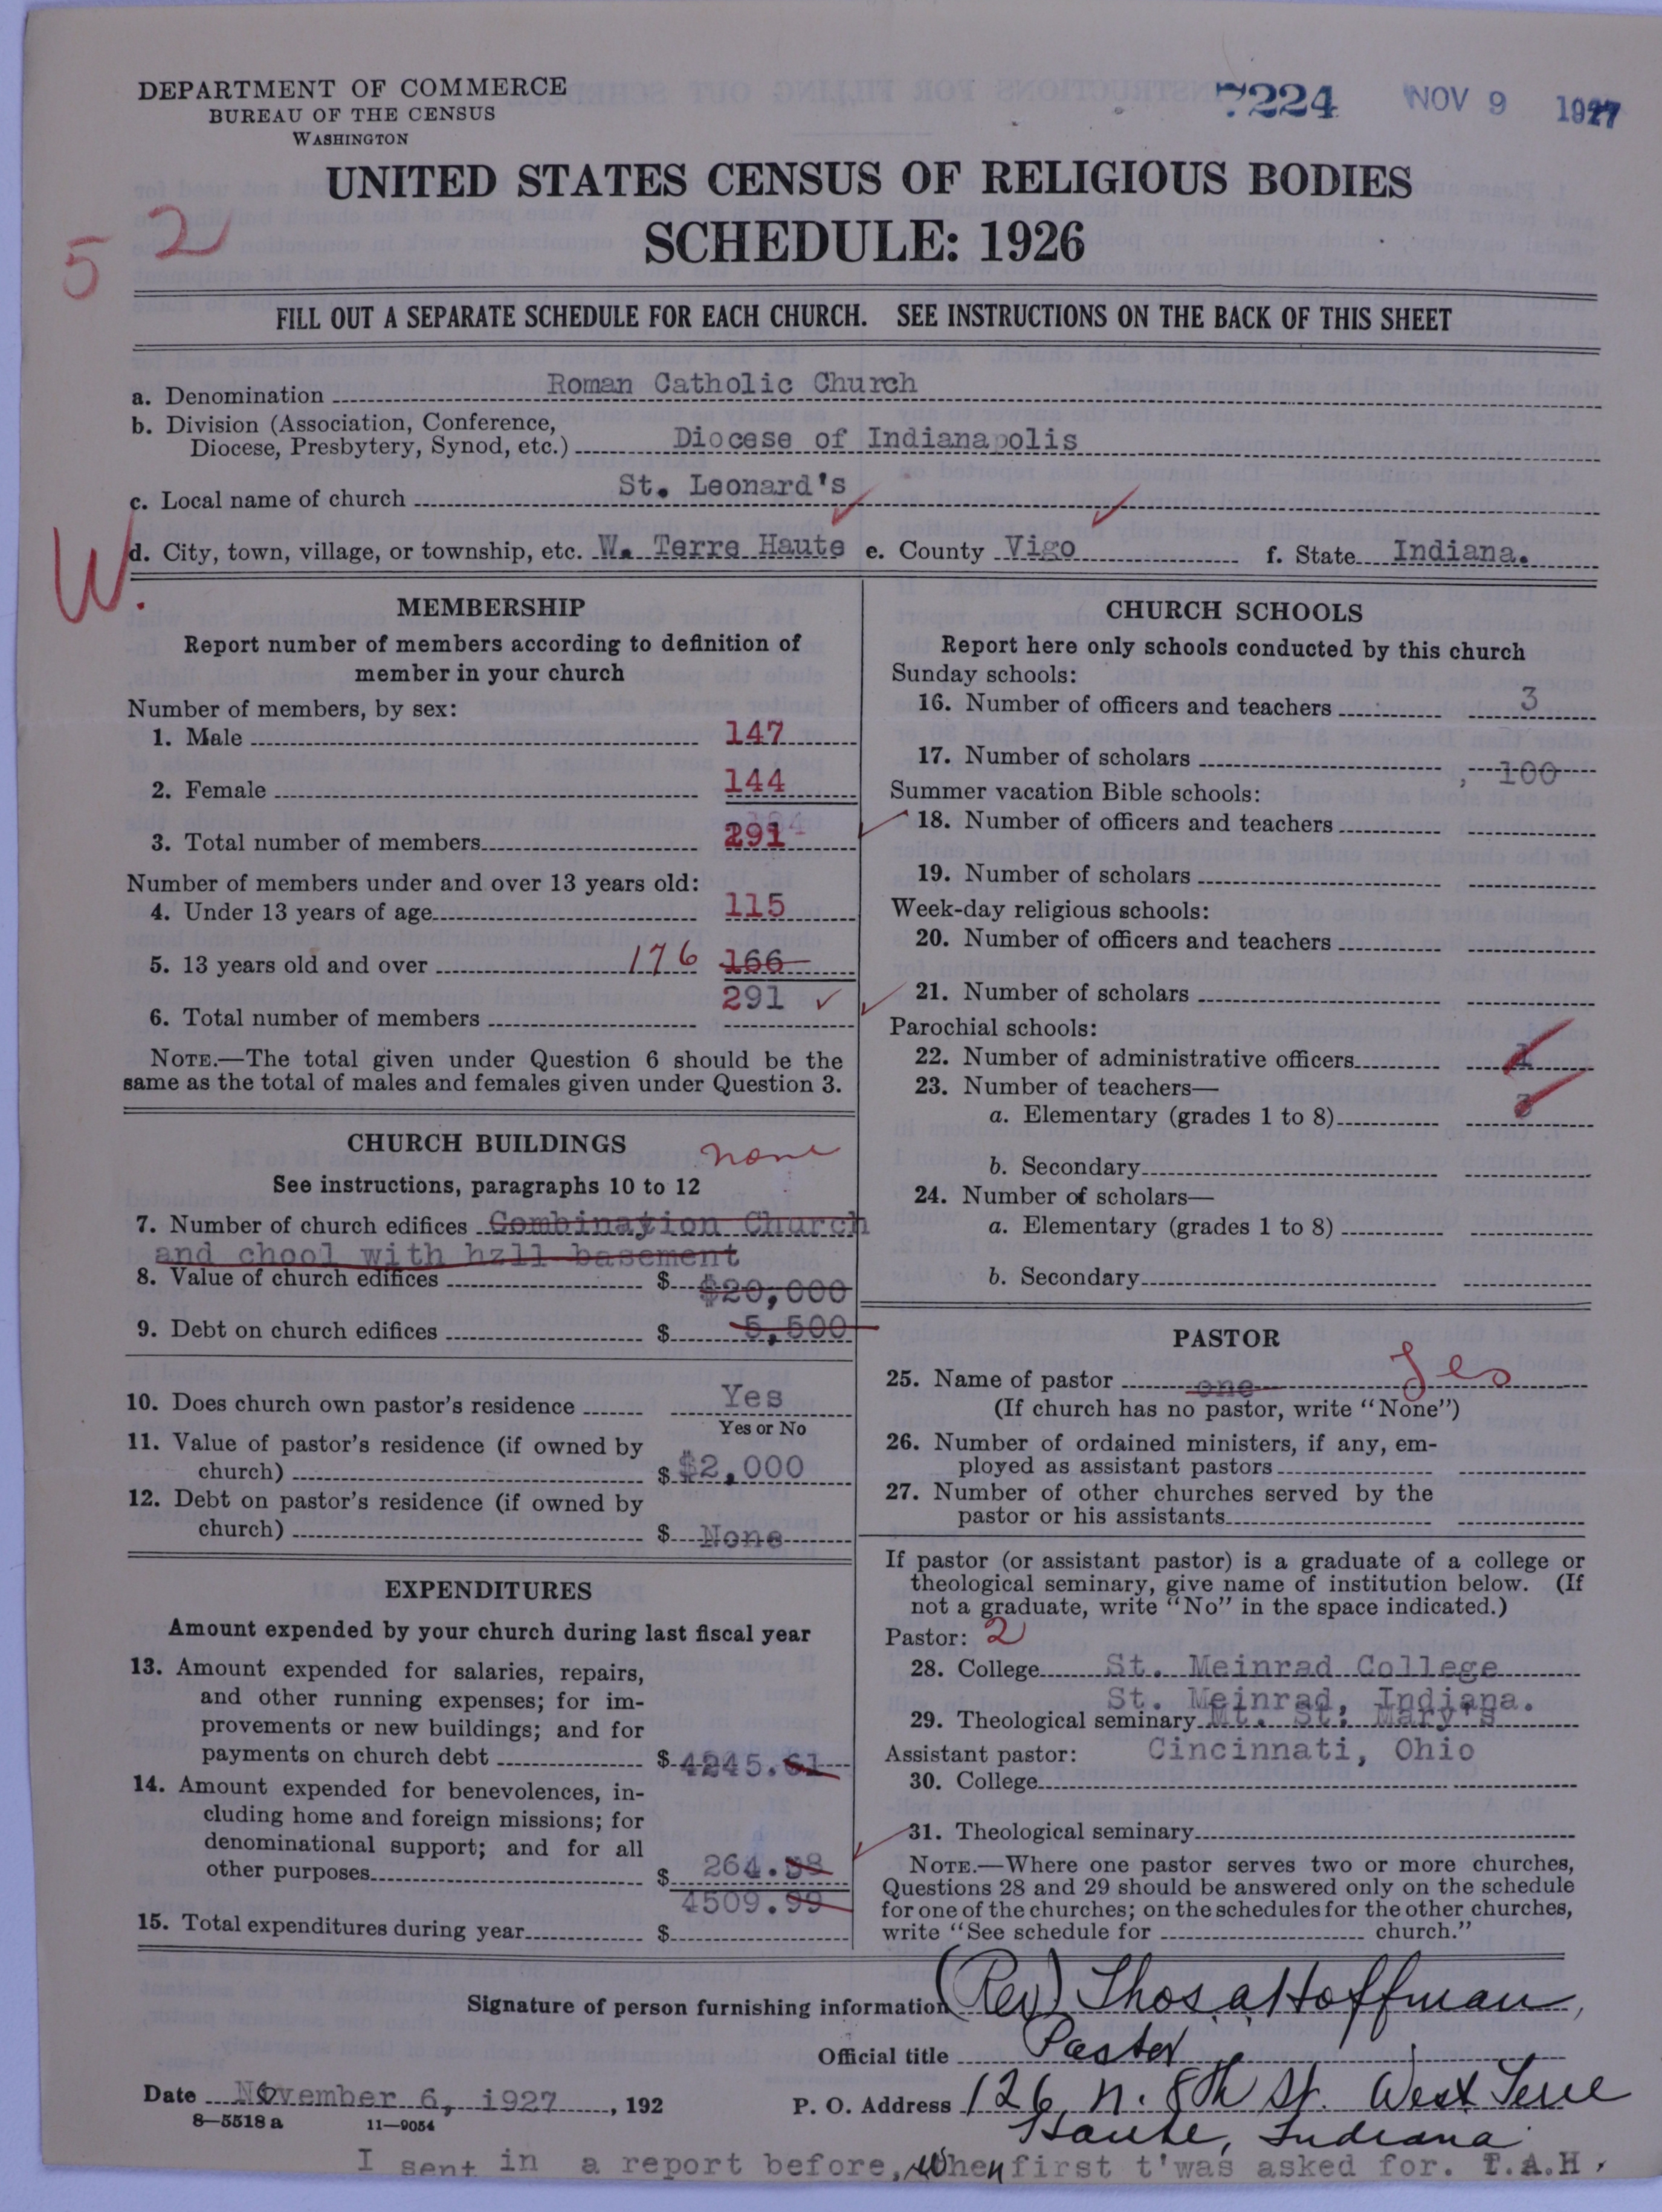 DEPARTMENT OF COMMERCE
BUREAU OF THE CENSUS
WASHINGTON
7224 NOV 9 1927
UNITED STATES CENSUS OF RELIGIOUS BODIES
SCHEDULE: 1926
52
FILL OUT A SEPARATE SCHEDULE FOR EACH CHURCH. SEE INSTRUCTIONS ON THE BACK OF THIS SHEET
a. Denomination Roman Catholic Church
b. Division (Association, Conference,
Diocese, Presbytery, Synod, etc.) Diocese of Indianapolis
c. Local name of church St. Leonard's
W.
d. City, town, village, or township, etc. W. Terre Haute e. County Vigo f. State Indiana.
MEMBERSHIP
Report number of members according to definition of
member in your church
Number of members, by sex:
1. Male 147
2. Female 144
3. Total number of members 291
Number of members under and over 13 years old:
4. Under 13 years of age 115
5. 13 years old and over 176 166
291 ✓
6. Total number of members
NOTE.—The total given under Question 6 should be the
same as the total of males and females given under Question 3.
CHURCH BUILDINGS none
See instructions, paragraphs 10 to 12
7. Number of church edifices Combination Church
and chool with hzll basement
8. Value of church edifices $ $20,000
9. Debt on church edifices $ 5,500
10. Does church own pastor's residence Yes
Yes or No
11. Value of pastor's residence (if owned by
church) $ $2,000
12. Debt on pastor's residence (if owned by
church) $ None
EXPENDITURES
Amount expended by your church during last fiscal year
13. Amount expended for salaries, repairs,
and other running expenses; for im-
provements or new buildings; and for
payments on church debt $ 4245.61
14. Amount expended for benevolences, in-
cluding home and foreign missions; for
denominational support; and for all
other purposes $ 264.38
4509.99
15. Total expenditures during year $
CHURCH SCHOOLS
Report here only schools conducted by this church
Sunday schools:
16. Number of officers and teachers 3
17. Number of scholars , 100
Summer vacation Bible schools:
18. Number of officers and teachers
19. Number of scholars
Week-day religious schools:
20. Number of officers and teachers
21. Number of scholars
Parochial schools:
22. Number of administrative officers 1
23. Number of teachers—
a. Elementary (grades 1 to 8) 3
b. Secondary
24. Number of scholars—
a. Elementary (grades 1 to 8)
b. Secondary
PASTOR
25. Name of pastor one Yes
(If church has no pastor, write "None")
26. Number of ordained ministers, if any, em-
ployed as assistant pastors
27. Number of other churches served by the
pastor or his assistants
If pastor (or assistant pastor) is a graduate of a college or
theological seminary, give name of institution below. (If
not a graduate, write "No" in the space indicated.)
Pastor: 2
28. College St. Meinrad College
St. Meinrad, Indiana.
29. Theological seminary Mt. St. Mary's
Assistant pastor: Cincinnati, Ohio
30. College
31. Theological seminary
NOTE.—Where one pastor serves two or more churches,
Questions 28 and 29 should be answered only on the schedule
for one of the churches; on the schedules for the other churches,
write "See schedule for church."
Signature of person furnishing information (Rev) Thos a Hoffman,
Official title Pastor
Date November 6, 1927, 192 P. O. Address 126 N. 8th St. West Terre
8—5518 a 11—9054 Haute, Indiana
I sent in a report before, when first t'was asked for. T.A.H.